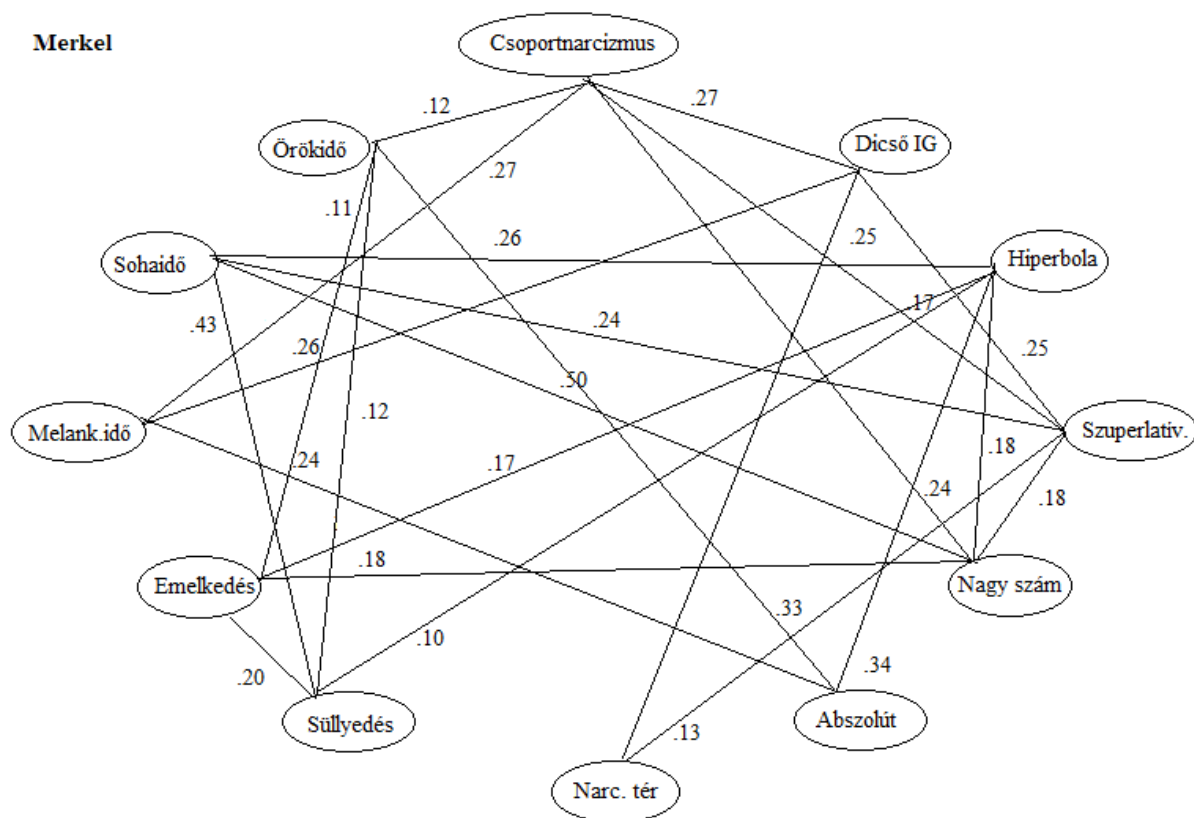 Merkel
Csoportnarcizmus
.12
.27
Örökidő
Dicső IG
.27
.11
.26
.25
Sohaidő
Hiperbola
.43
.24
.17
.26
.50
.25
.12
Melank.idő
Szuperlatív.
.24
.17
.24
.18
.18
.18
Emelkedés
Nagy szám
.33
.10
.20
.34
Süllyedés
Abszolút
.13
Narc. tér